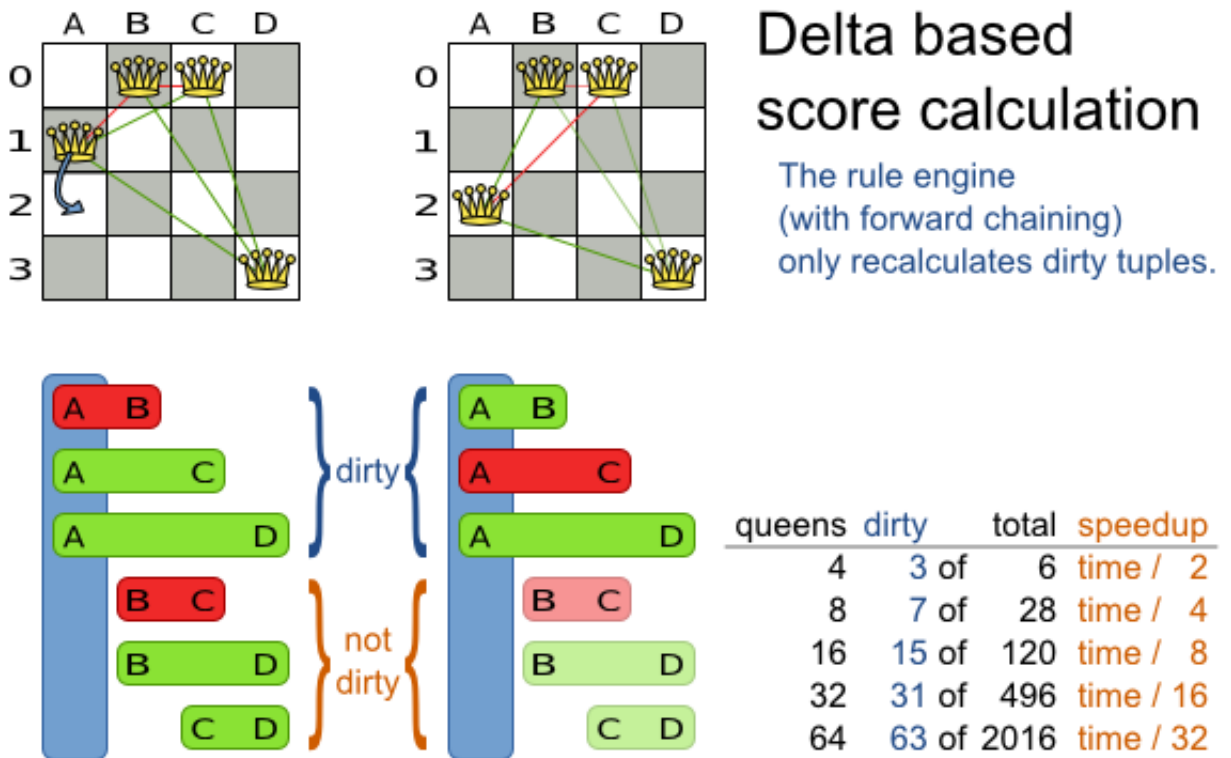 A B C D
0
1
2
3
A B C D
0
1
2
3
Delta based
score calculation
The rule engine
(with forward chaining)
only recalculates dirty tuples.
A B
A C
A D
B C
B D
C D
dirty
not
dirty
A B
A C
A D
B C
B D
C D
queens dirty total speedup
4 3 of 6 time / 2
8 7 of 28 time / 4
16 15 of 120 time / 8
32 31 of 496 time / 16
64 63 of 2016 time / 32